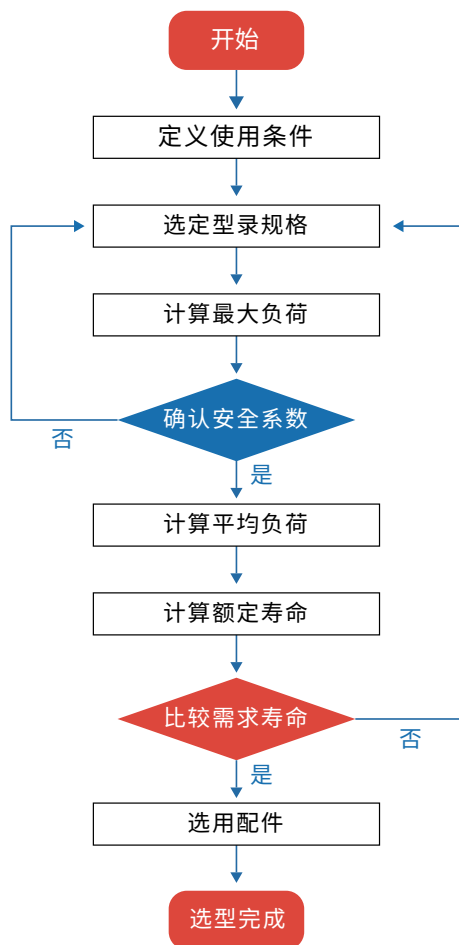 开始
定义使用条件
选定型录规格
计算最大负荷
确认安全系数
否
是
计算平均负荷
计算额定寿命
比较需求寿命
否
是
选用配件
选型完成